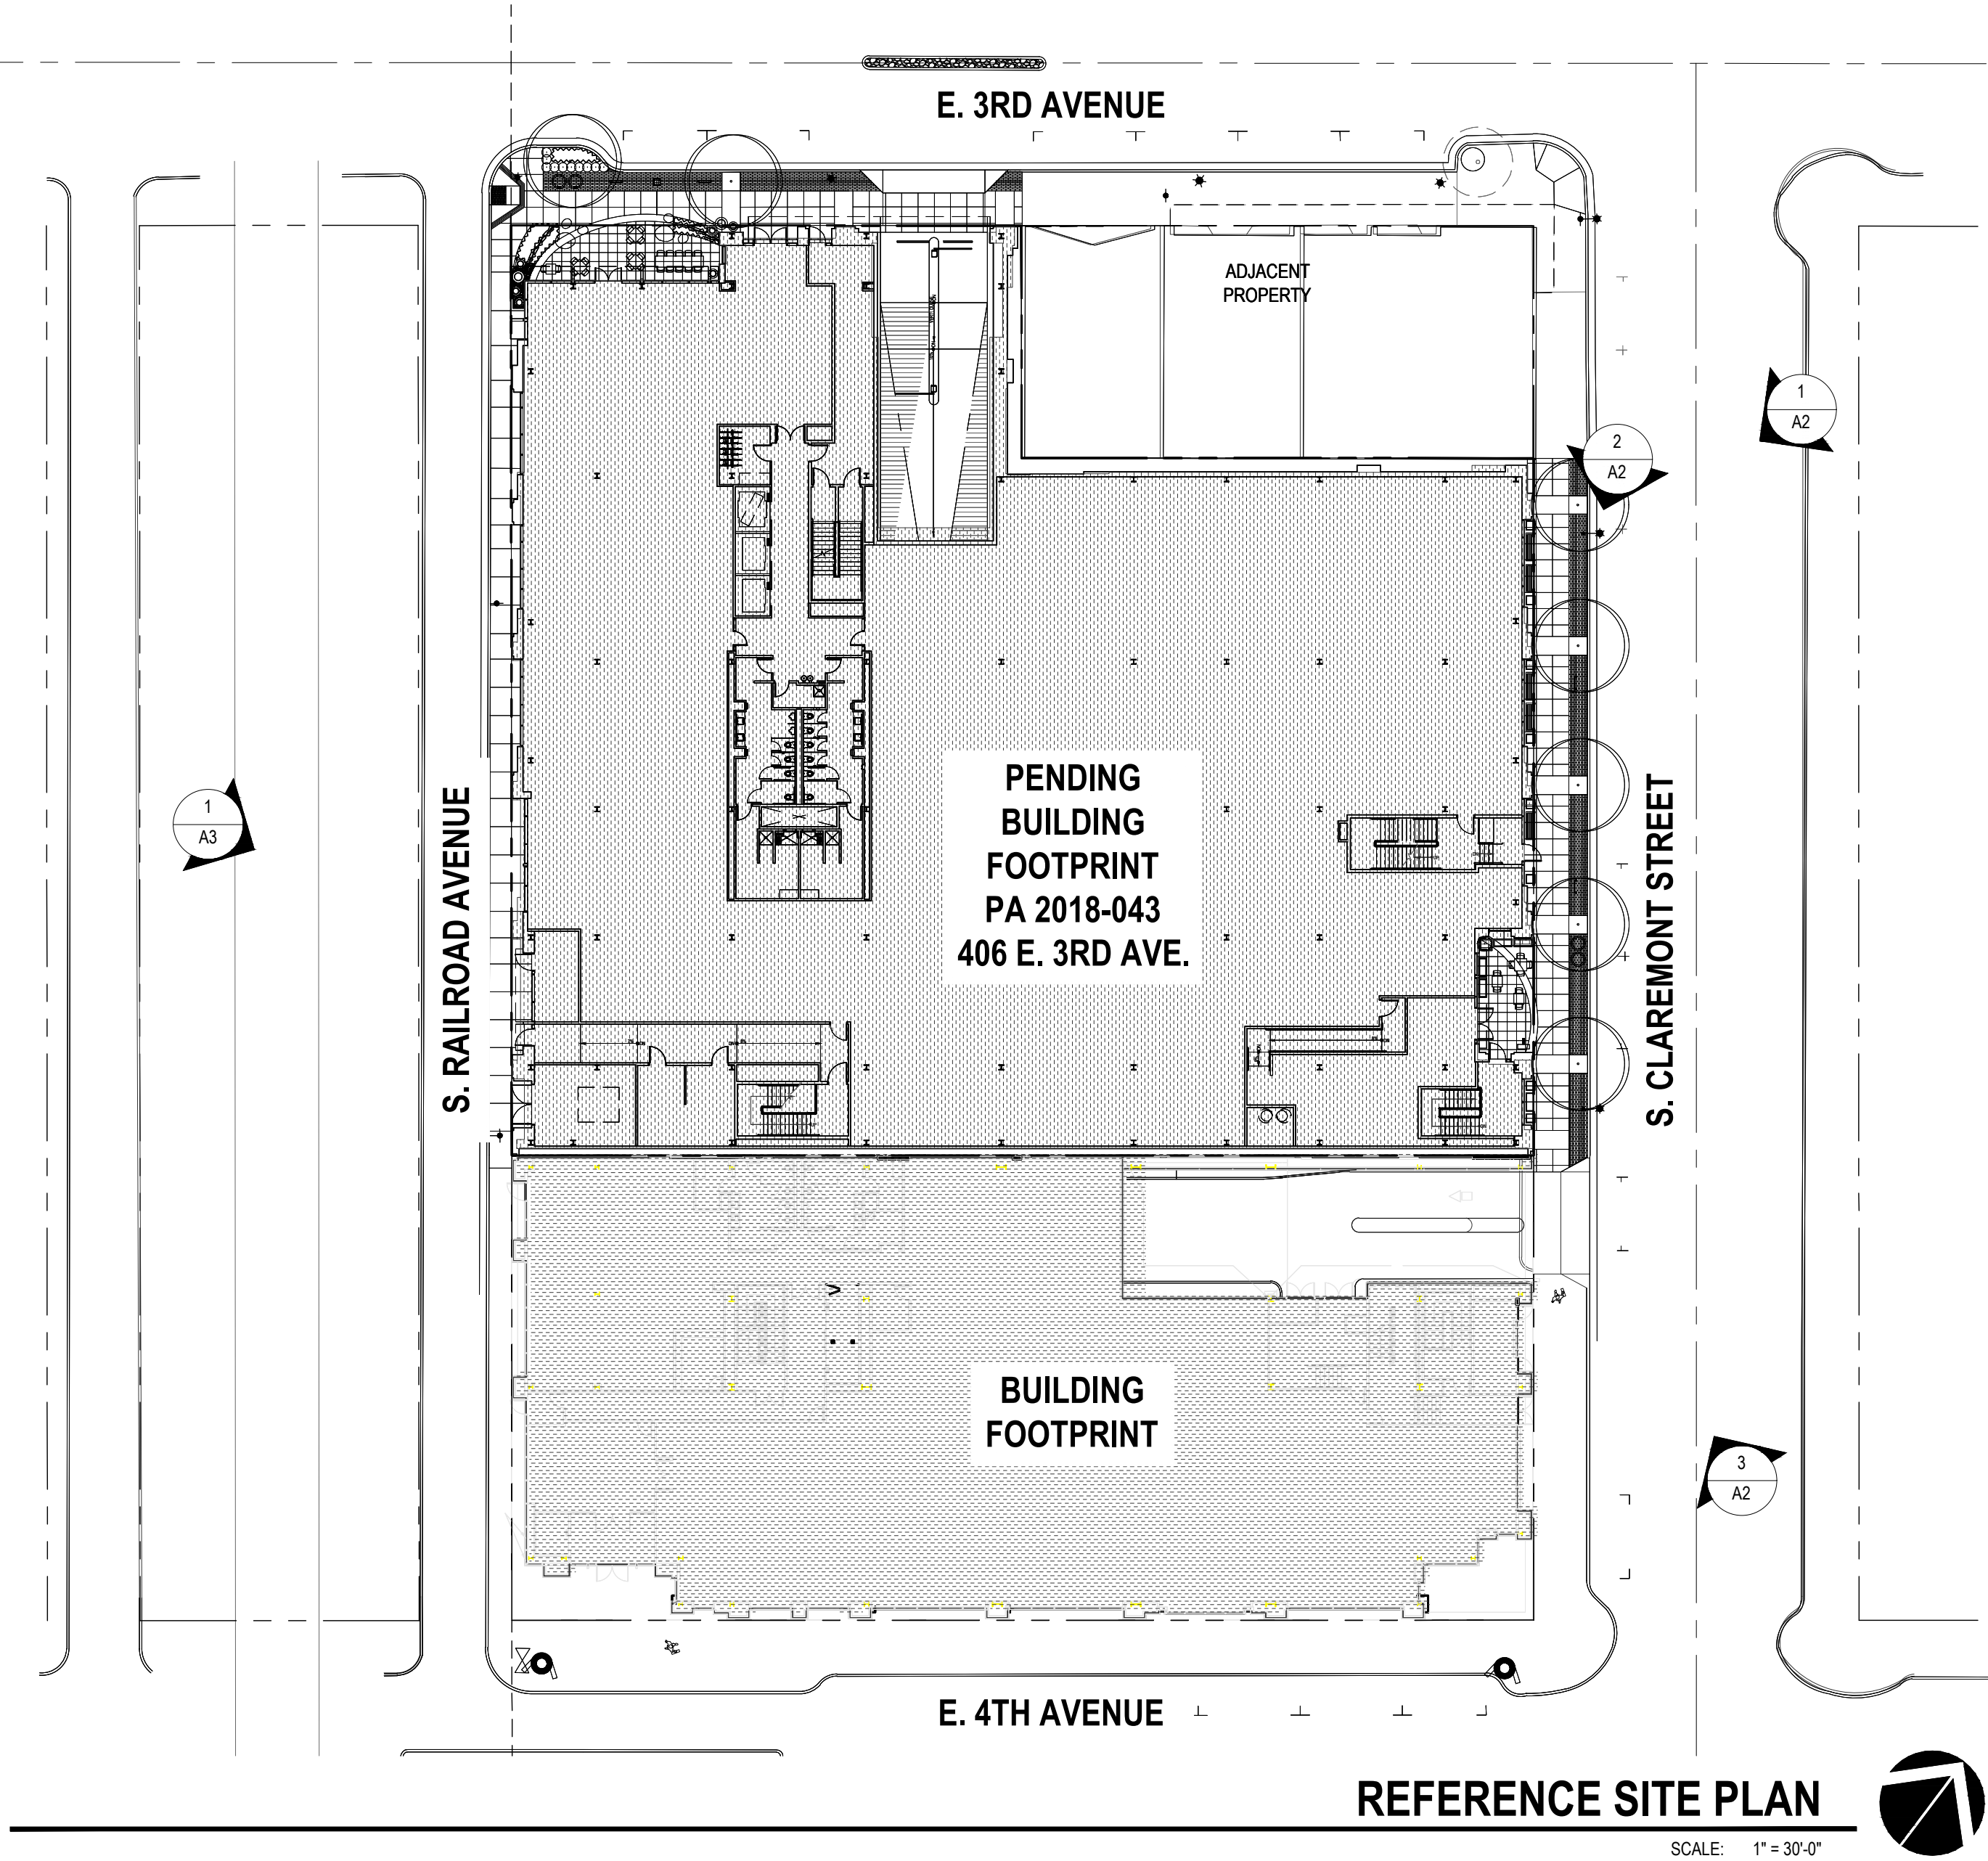 E. 3RD AVENUE
ADJACENT
PROPERTY
1
A2
2
A2
PENDING
BUILDING
FOOTPRINT
PA 2018-043
406 E. 3RD AVE.
1
A3
S. RAILROAD AVENUE
S. CLAREMONT STREET
BUILDING
FOOTPRINT
3
A2
E. 4TH AVENUE
REFERENCE SITE PLAN
SCALE: 1" = 30'-0"